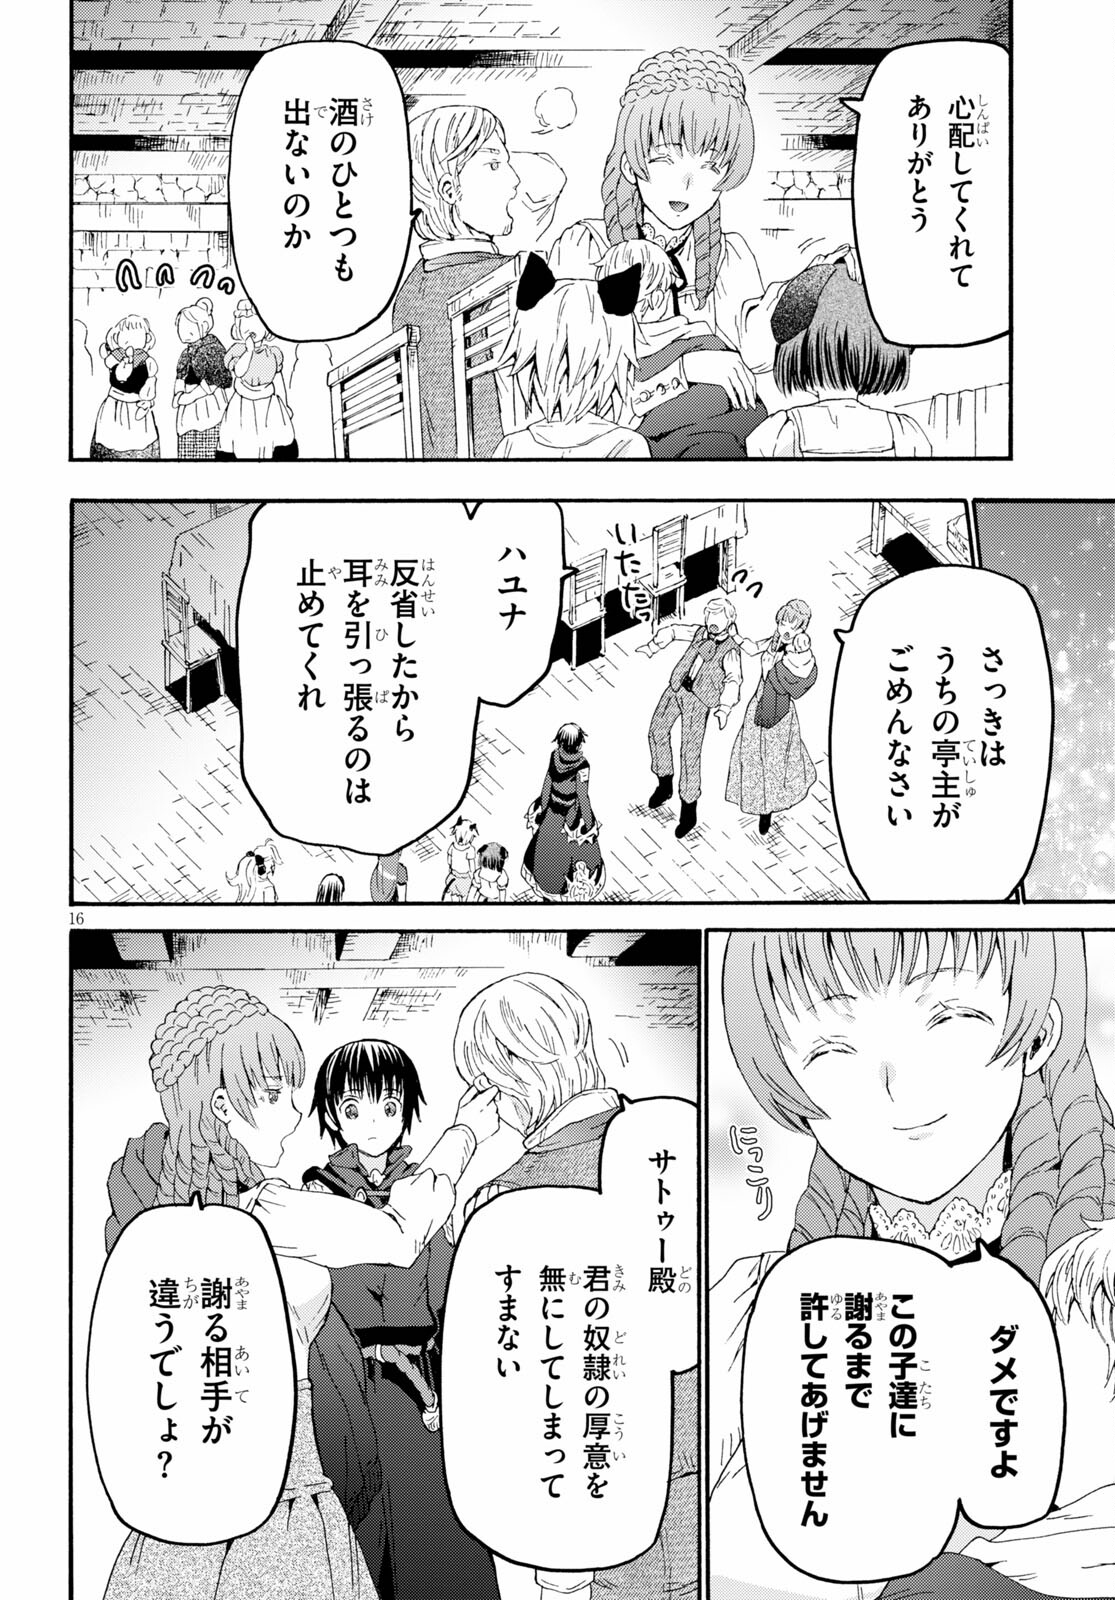 心配してくれて
ありがとう
酒のひとつも
出ないのか
さっきは
うちの亭主が
ごめんなさい
いたたたっ
ハユナ
反省したから
耳を引っ張るのは
止めてくれ
16
にっこり
ダメですよ
この子達に
謝るまで
許してあげません
サトゥー殿
君の奴隷の厚意を
無にしてしまって
すまない
謝る相手が
違うでしょ?